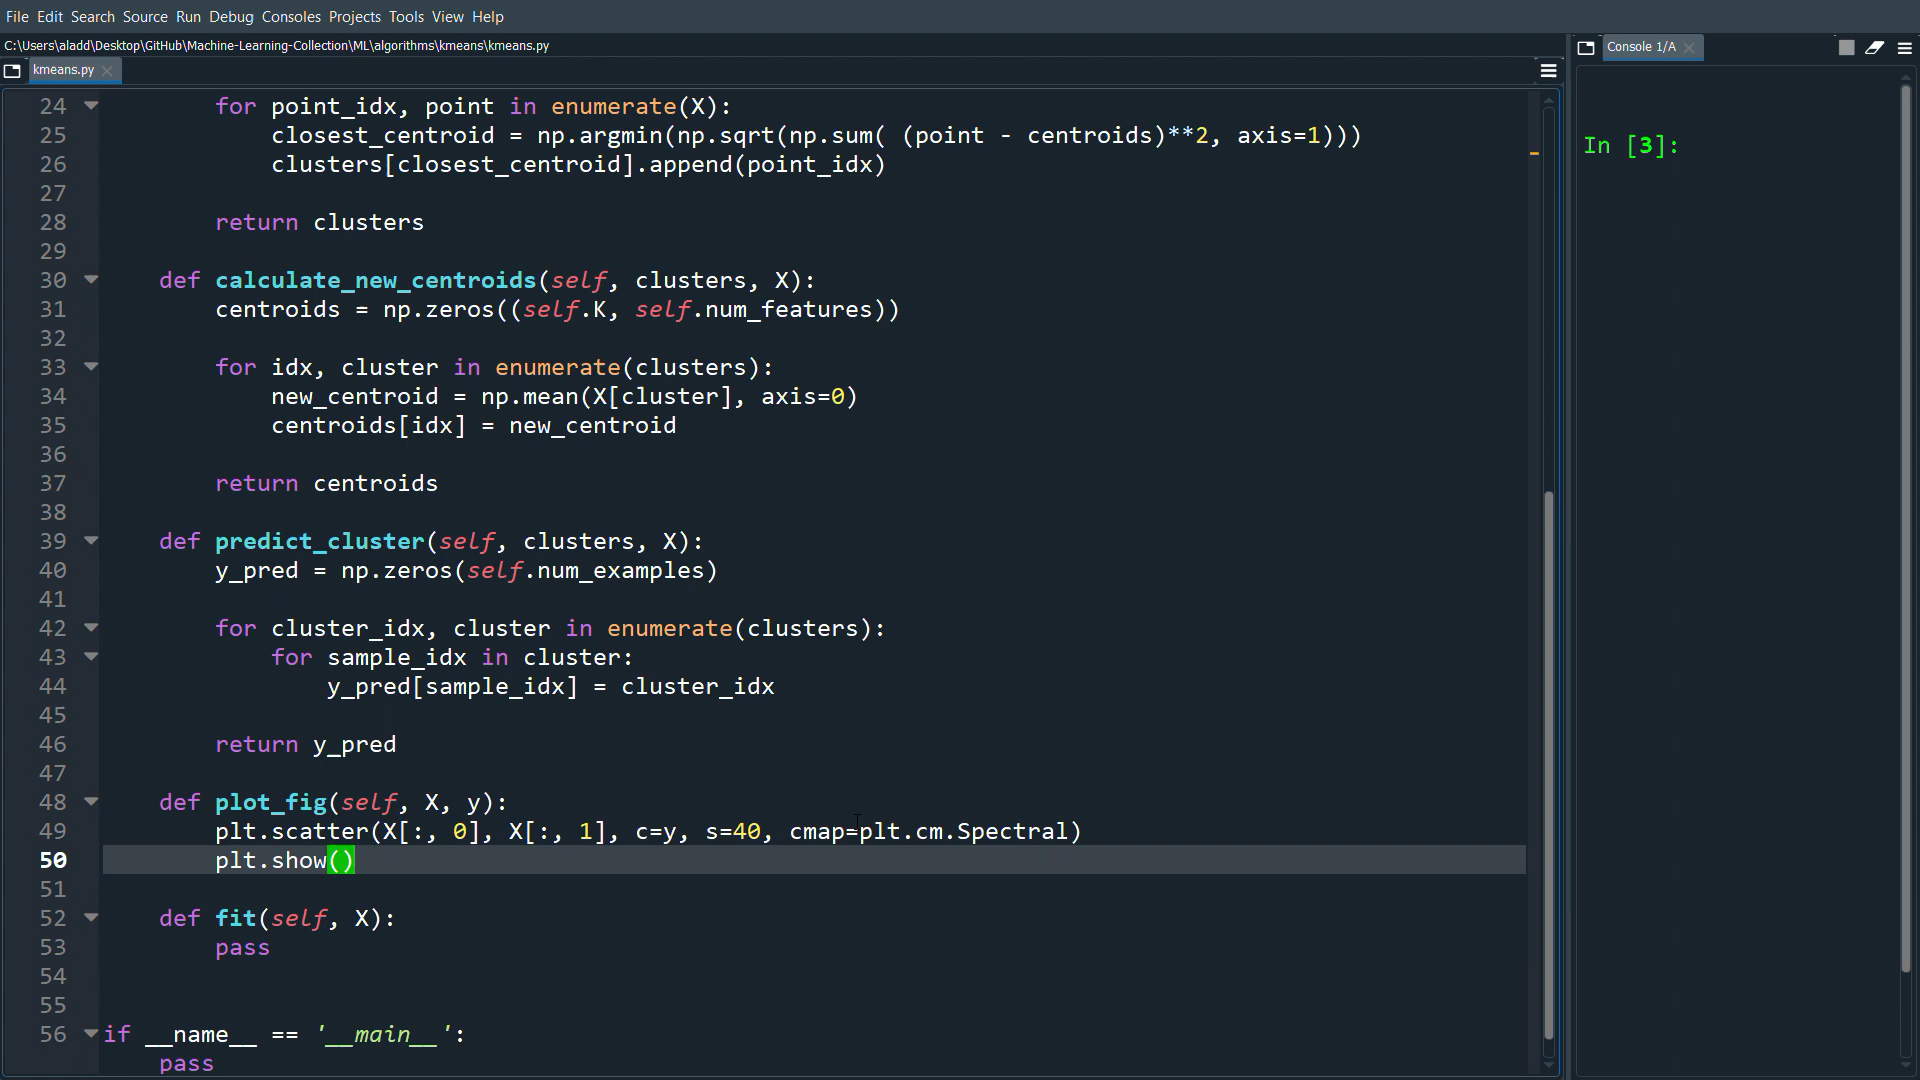 File Edit Search Source Run Debug Consoles Projects Tools View Help
C:\Users\aladd\Desktop\GitHub\Machine-Learning-Collection\ML\algorithms\kmeans\kmeans.py
Console 1/A
kmeans.py
24 for point_idx, point in enumerate(X):
25 closest_centroid = np.argmin(np.sqrt(np.sum( (point - centroids)**2, axis=1)))
26 clusters[closest_centroid].append(point_idx)
27
28 return clusters
29
30 def calculate_new_centroids(self, clusters, X):
31 centroids = np.zeros((self.K, self.num_features))
32
33 for idx, cluster in enumerate(clusters):
34 new_centroid = np.mean(X[cluster], axis=0)
35 centroids[idx] = new_centroid
36
37 return centroids
38
39 def predict_cluster(self, clusters, X):
40 y_pred = np.zeros(self.num_examples)
41
42 for cluster_idx, cluster in enumerate(clusters):
43 for sample_idx in cluster:
44 y_pred[sample_idx] = cluster_idx
45
46 return y_pred
47
48 def plot_fig(self, X, y):
49 plt.scatter(X[:, 0], X[:, 1], c=y, s=40, cmap=plt.cm.Spectral)
50 plt.show()
51
52 def fit(self, X):
53 pass
54
55
56 if __name__ == '__main__':
pass
In [3]: